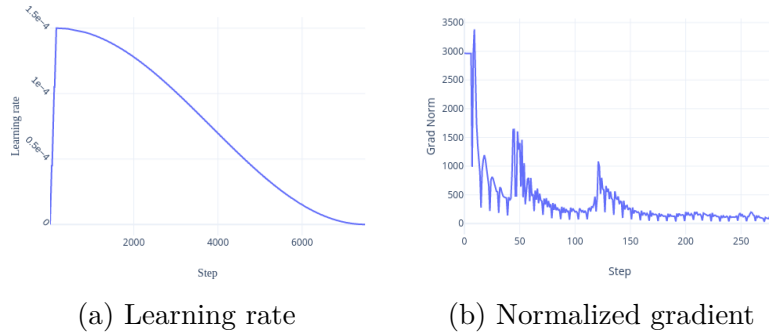 1.5e−4
1e−4
0.5e−4
0
Learning rate
2000 4000 6000
Step
3500
3000
2500
2000
1500
1000
500
0
Grad Norm
0 50 100 150 200 250
Step
(a) Learning rate
(b) Normalized gradient